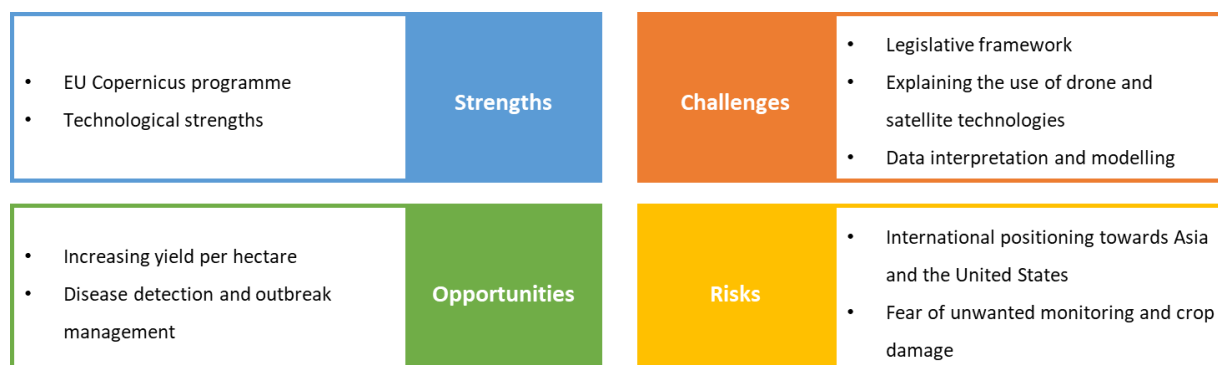 • EU Copernicus programme
• Technological strengths
Strengths
Challenges
• Legislative framework
• Explaining the use of drone and
satellite technologies
• Data interpretation and modelling
• Increasing yield per hectare
• Disease detection and outbreak
management
Opportunities
Risks
• International positioning towards Asia
and the United States
• Fear of unwanted monitoring and crop
damage